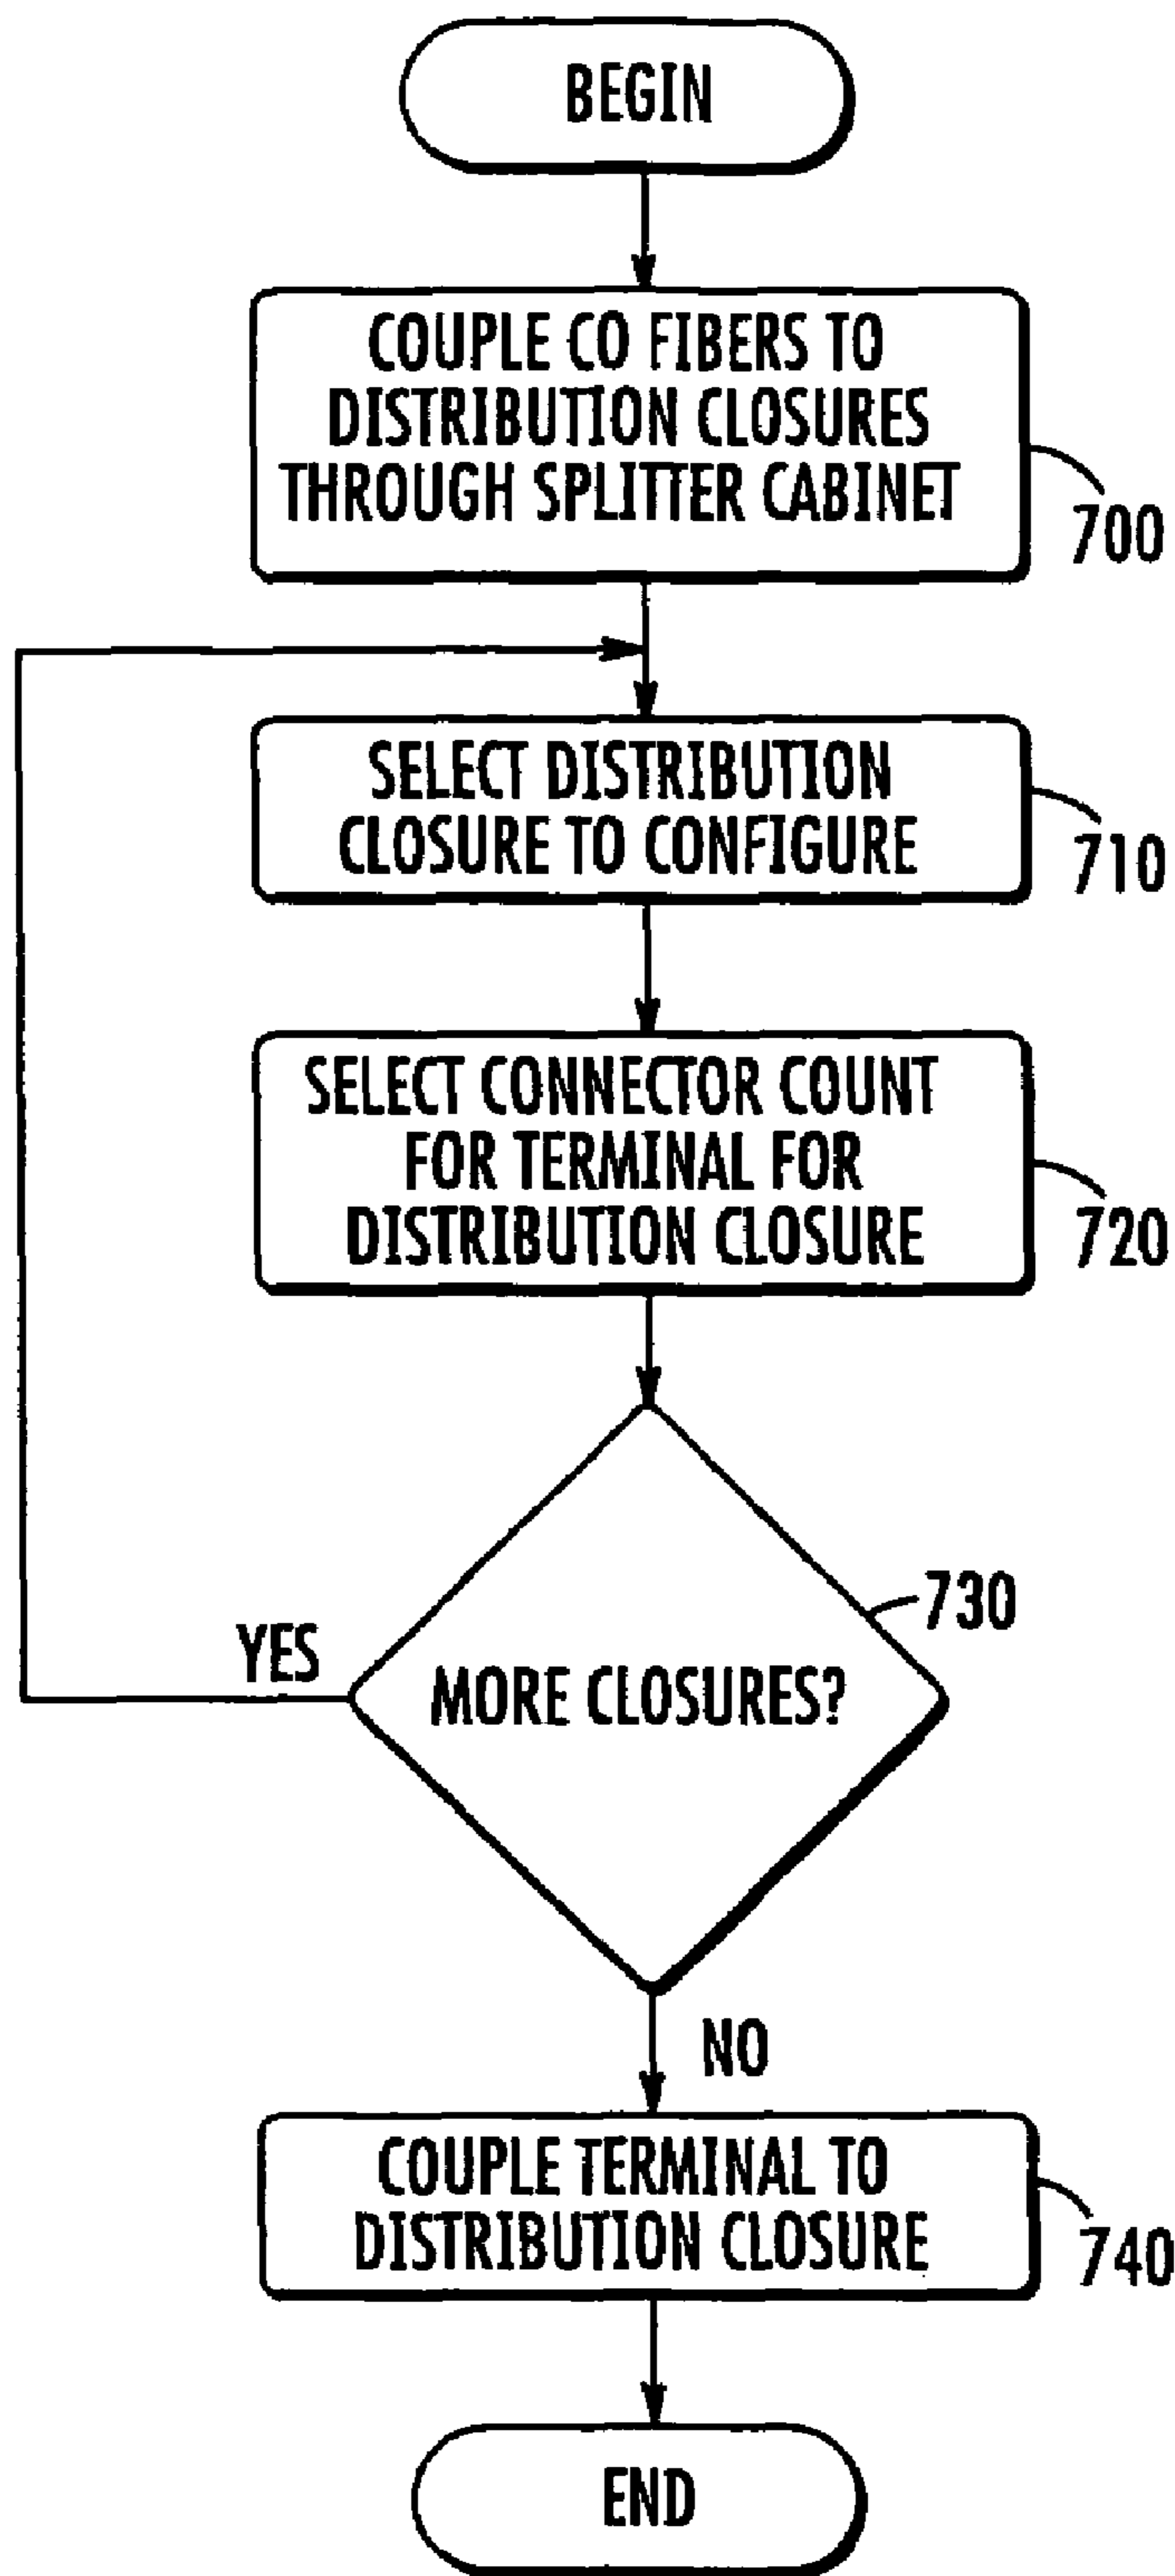 BEGIN
COUPLE CO FIBERS TO
DISTRIBUTION CLOSURES
THROUGH SPLITTER CABINET
700
SELECT DISTRIBUTION
CLOSURE TO CONFIGURE
710
SELECT CONNECTOR COUNT
FOR TERMINAL FOR
DISTRIBUTION CLOSURE
720
730
YES
MORE CLOSURES?
NO
COUPLE TERMINAL TO
DISTRIBUTION CLOSURE
740
END